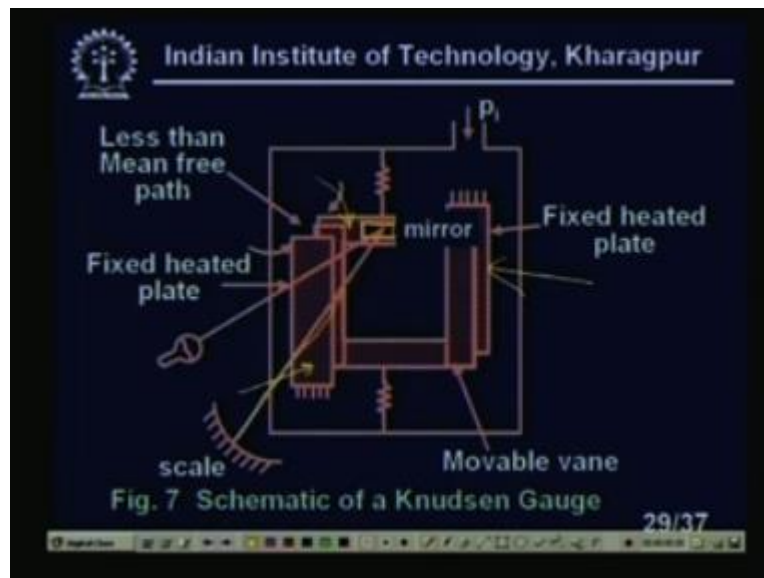 Indian Institute of Technology, Kharagpur
pi
Less than
Mean free
path
mirror
Fixed heated
plate
Fixed heated
plate
scale
Movable vane
Fig. 7 Schematic of a Knudsen Gauge
29/37